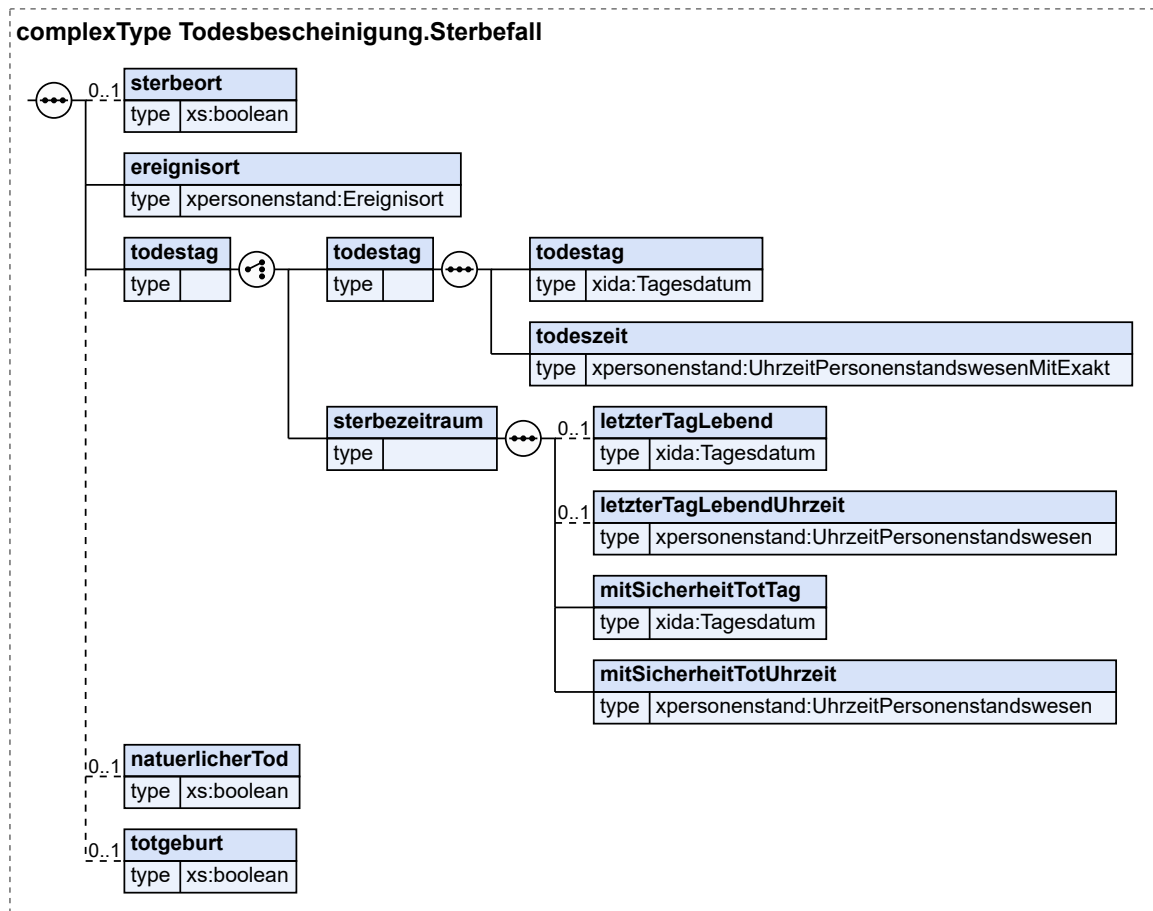 complexType Todesbescheinigung.Sterbefall
0..1 sterbeort
type xs:boolean
ereignisort
type xpersonenstand:Ereignisort
todestag todestag todestag
type type type xida:Tagesdatum
todeszeit
type xpersonenstand:UhrzeitPersonenstandswesenMitExakt
sterbezeitraum 0..1 letzterTagLebend
type type xida:Tagesdatum
0..1 letzterTagLebendUhrzeit
type xpersonenstand:UhrzeitPersonenstandswesen
mitSicherheitTotTag
type xida:Tagesdatum
mitSicherheitTotUhrzeit
type xpersonenstand:UhrzeitPersonenstandswesen
0..1 natuerlicherTod
type xs:boolean
0..1 totgeburt
type xs:boolean